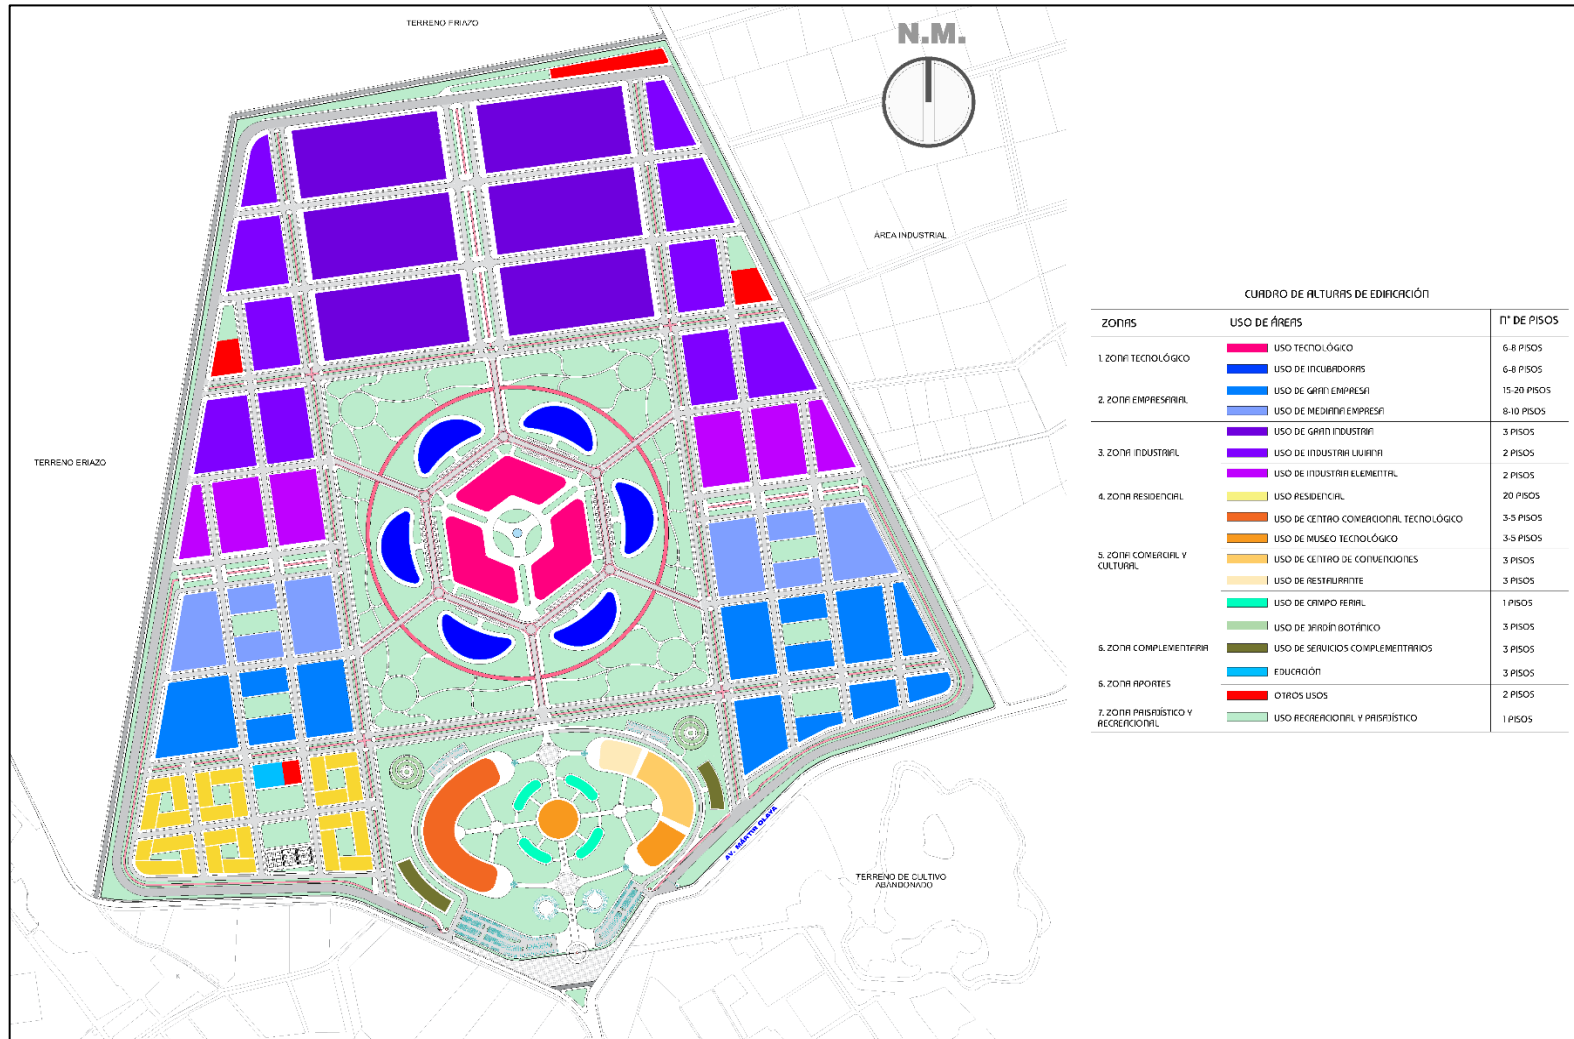 TERRENO ERIAZO
N.M.
ÁREA INDUSTRIAL
TERRENO ERIAZO
AV. MÁRTIR OLAYA
TERRENO DE CULTIVO
ABANDONADO
CUADRO DE ALTURAS DE EDIFICACIÓN
ZONAS USO DE ÁREAS N° DE PISOS
1. ZONA TECNOLÓGICO USO TECNOLÓGICO 6-8 PISOS
USO DE INCUBADORAS 6-8 PISOS
2. ZONA EMPRESARIAL USO DE GRAN EMPRESA 15-20 PISOS
USO DE MEDIANA EMPRESA 8-10 PISOS
3. ZONA INDUSTRIAL USO DE GRAN INDUSTRIA 3 PISOS
USO DE INDUSTRIA LIVIANA 2 PISOS
USO DE INDUSTRIA ELEMENTAL 2 PISOS
4. ZONA RESIDENCIAL USO RESIDENCIAL 20 PISOS
5. ZONA COMERCIAL Y CULTURAL USO DE CENTRO COMERCIONAL TECNOLÓGICO 3-5 PISOS
USO DE MUSEO TECNOLÓGICO 3-5 PISOS
USO DE CENTRO DE CONVENCIONES 3 PISOS
USO DE RESTAURANTE 3 PISOS
USO DE CAMPO FERIAL 1 PISOS
USO DE JARDÍN BOTÁNICO 3 PISOS
6. ZONA COMPLEMENTARIA USO DE SERVICIOS COMPLEMENTARIOS 3 PISOS
6. ZONA APORTES EDUCACIÓN 3 PISOS
OTROS USOS 2 PISOS
7. ZONA PAISAJÍSTICO Y RECREACIONAL USO RECREACIONAL Y PAISAJÍSTICO 1 PISOS